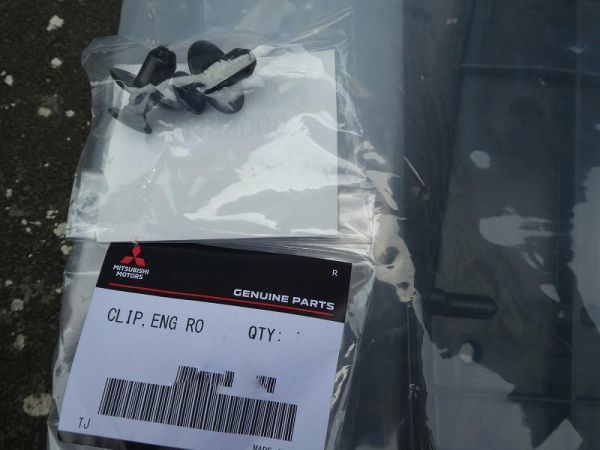 MITSUBISHI
MOTORS
R
GENUINE PARTS
CLIP, ENG RO QTY:
TJ
MADE